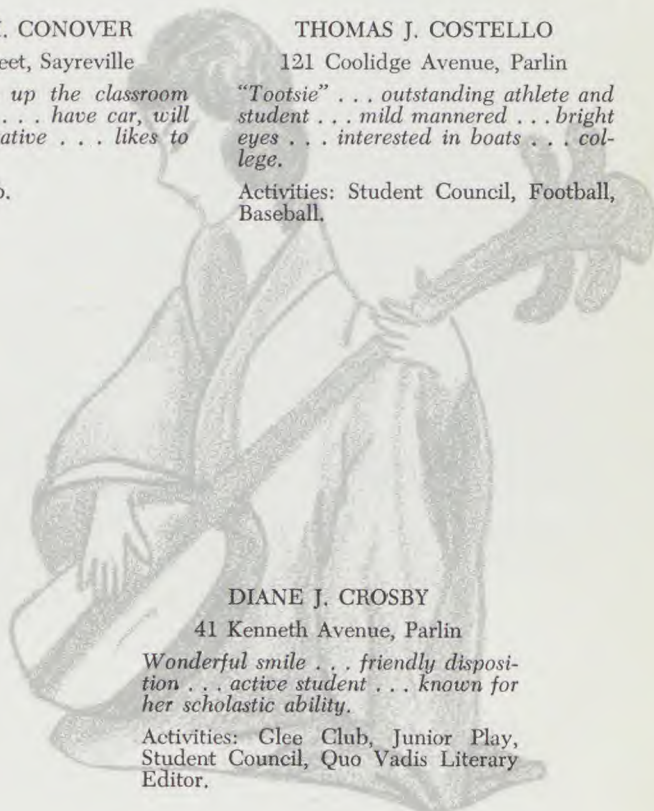 . CONOVER
eet, Sayreville
up the classroom
. . . have car, will
ative . . . likes to
b.
THOMAS J. COSTELLO
121 Coolidge Avenue, Parlin
"Tootsie" . . . outstanding athlete and
student . . . mild mannered . . . bright
eyes . . . interested in boats . . . col-
lege.
Activities: Student Council, Football,
Baseball.
DIANE J. CROSBY
41 Kenneth Avenue, Parlin
Wonderful smile . . . friendly disposi-
tion . . . active student . . . known for
her scholastic ability.
Activities: Glee Club, Junior Play,
Student Council, Quo Vadis Literary
Editor.